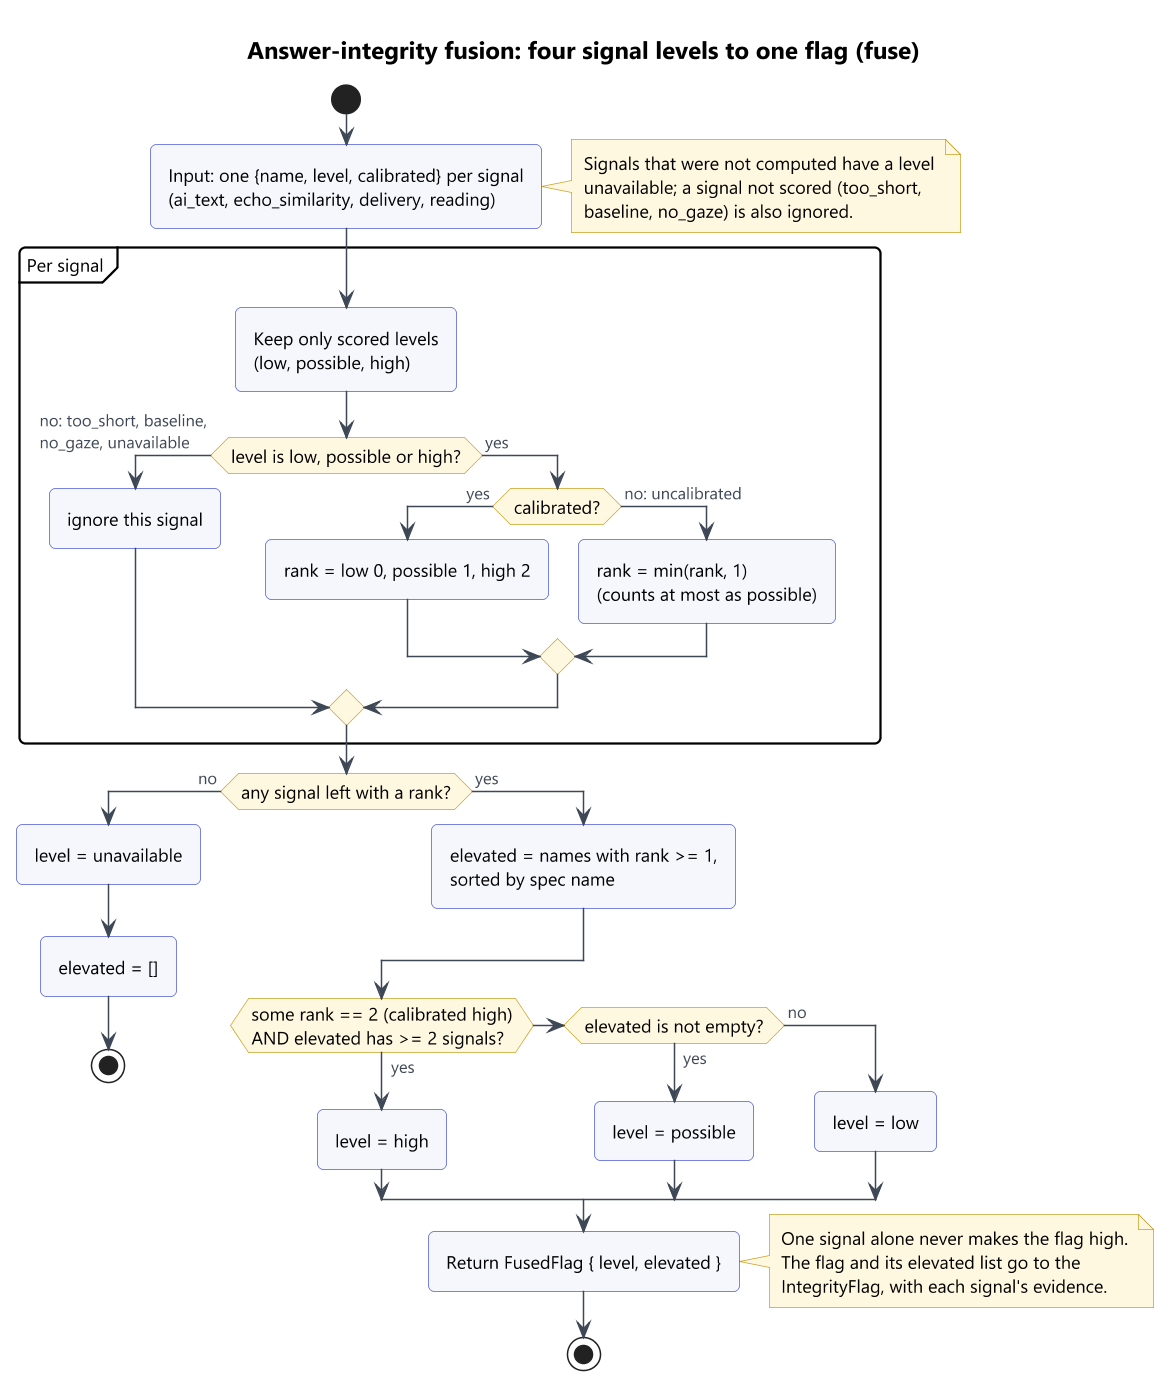 Answer-integrity fusion: four signal levels to one flag (fuse)
Input: one {name, level, calibrated} per signal
(ai_text, echo_similarity, delivery, reading)
Signals that were not computed have a level
unavailable; a signal not scored (too_short,
baseline, no_gaze) is also ignored.
Per signal
Keep only scored levels
(low, possible, high)
no: too_short, baseline,
no_gaze, unavailable
level is low, possible or high?
yes
ignore this signal
yes
calibrated?
no: uncalibrated
rank = low 0, possible 1, high 2
rank = min(rank, 1)
(counts at most as possible)
no
any signal left with a rank?
yes
level = unavailable
elevated = []
elevated = names with rank >= 1,
sorted by spec name
some rank == 2 (calibrated high)
AND elevated has >= 2 signals?
yes
elevated is not empty?
no
yes
level = high
level = possible
level = low
Return FusedFlag { level, elevated }
One signal alone never makes the flag high.
The flag and its elevated list go to the
IntegrityFlag, with each signal's evidence.